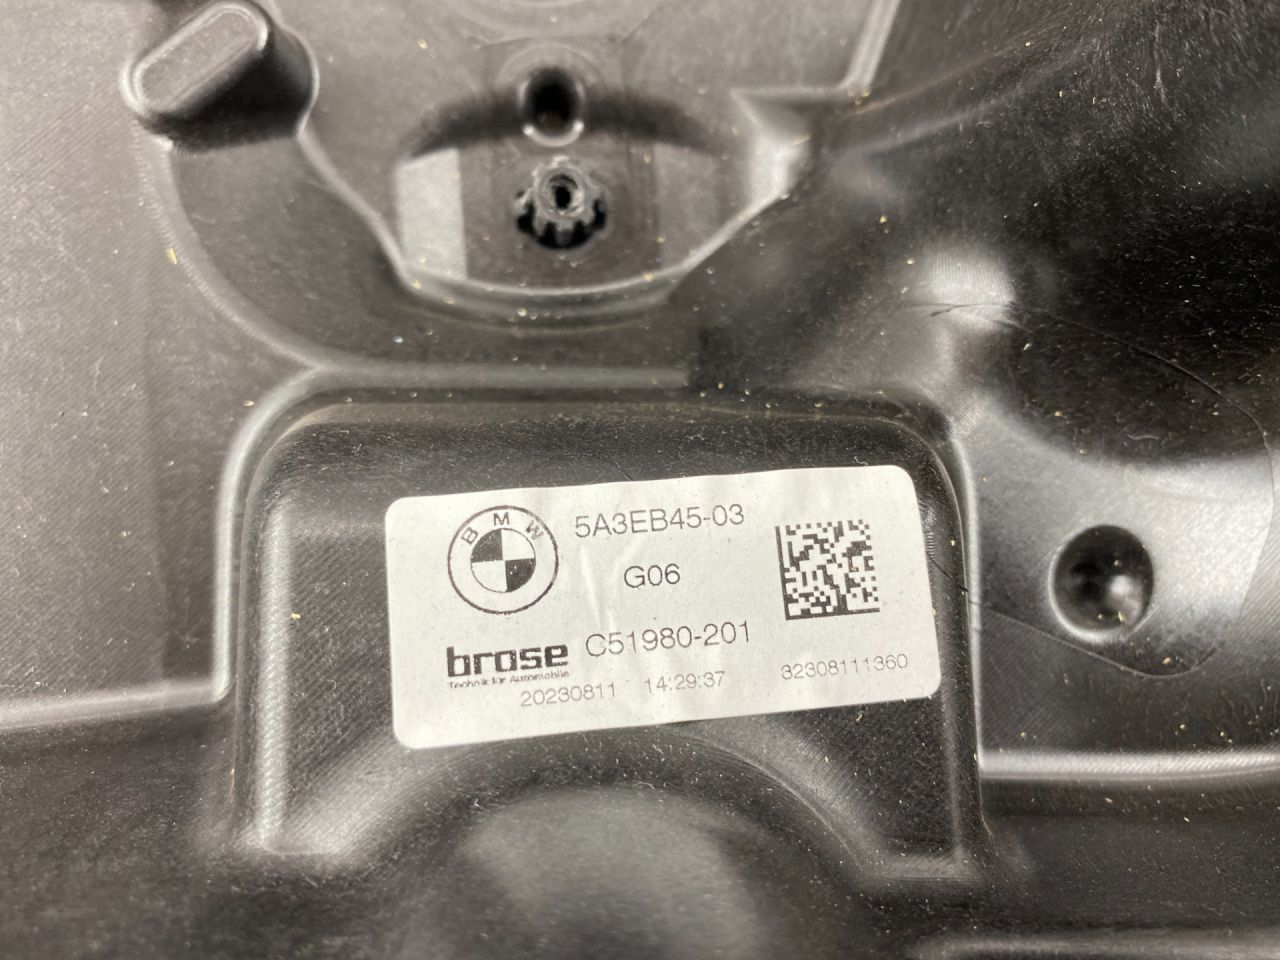 BMW
5A3EB45-03
G06
brose
Technik für Automobile
C51980-201
20230811 14:29:37
32308111360